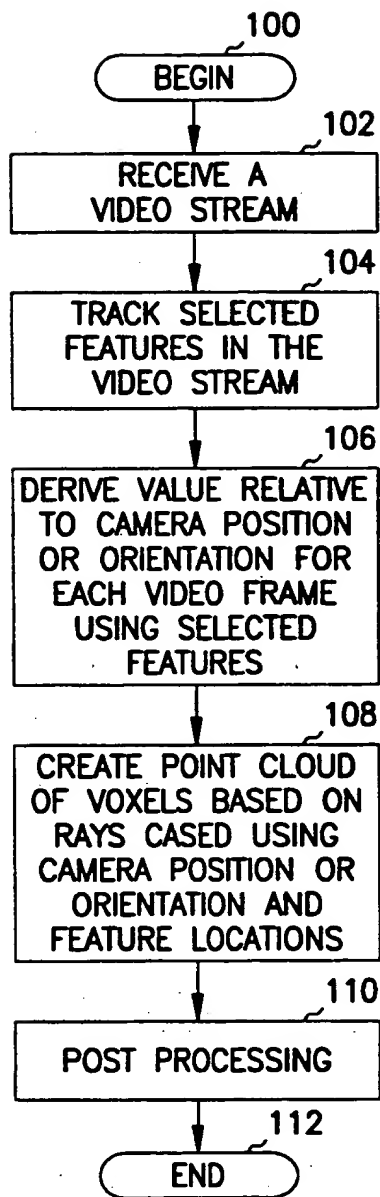 100
BEGIN
102
RECEIVE A
VIDEO STREAM
104
TRACK SELECTED
FEATURES IN THE
VIDEO STREAM
106
DERIVE VALUE RELATIVE
TO CAMERA POSITION
OR ORIENTATION FOR
EACH VIDEO FRAME
USING SELECTED
FEATURES
108
CREATE POINT CLOUD
OF VOXELS BASED ON
RAYS CASED USING
CAMERA POSITION OR
ORIENTATION AND
FEATURE LOCATIONS
110
POST PROCESSING
112
END